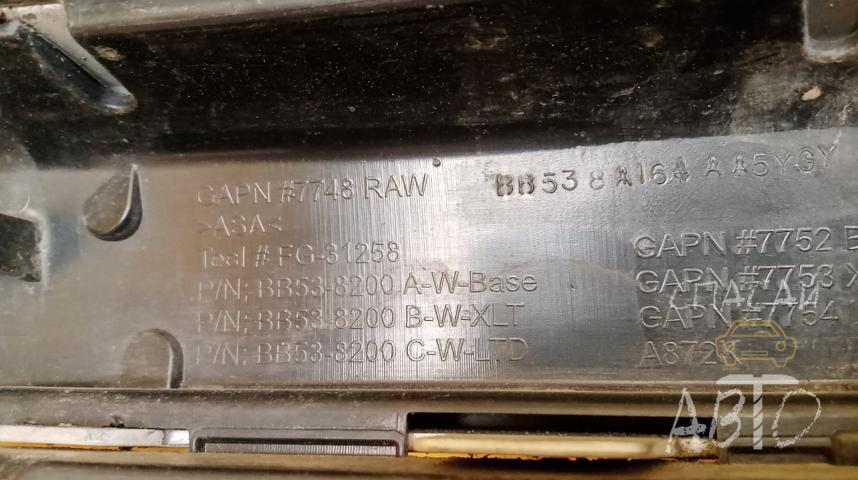 GAPN #7748 RAW
BB53 8A164 A A5YGY
>ASA<
Tool # FG-31258
P/N; BB53-8200 A-W-Base
P/N; BB53-8200 B-W-XLT
P/N; BB53-8200 C-W-LTD
GAPN #7752 B
GAPN #7753 X
GAPN #7754
A872
АВТО